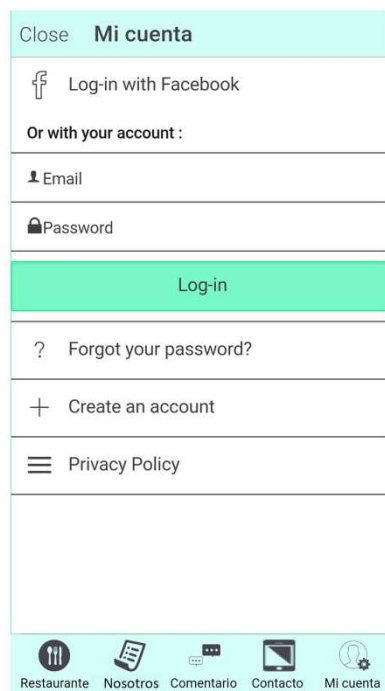 Close Mi cuenta
Log-in with Facebook
Or with your account :
Email
Password
Log-in
? Forgot your password?
Create an account
Privacy Policy
Restaurante Nosotros Comentario Contacto Mi cuenta